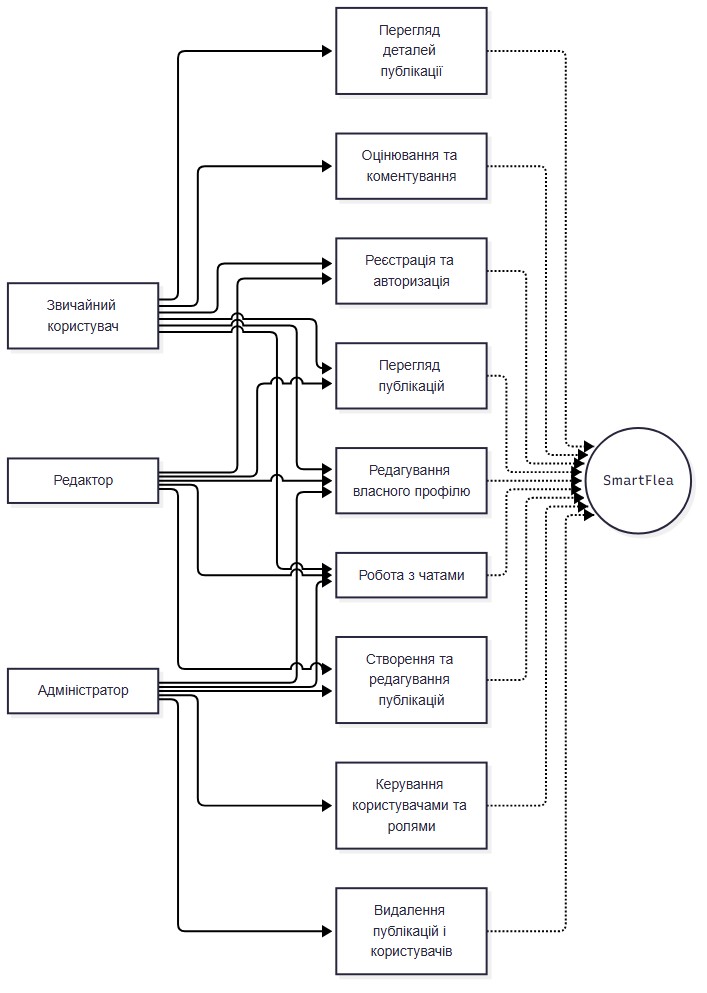 Перегляд
деталей
публікації
Оцінювання та
коментування
Реєстрація та
авторизація
Звичайний
користувач
Перегляд
публікацій
Редактор
Редагування
власного профілю
SmartFlea
Робота з чатами
Адміністратор
Створення та
редагування
публікацій
Керування
користувачами та
ролями
Видалення
публікацій і
користувачів